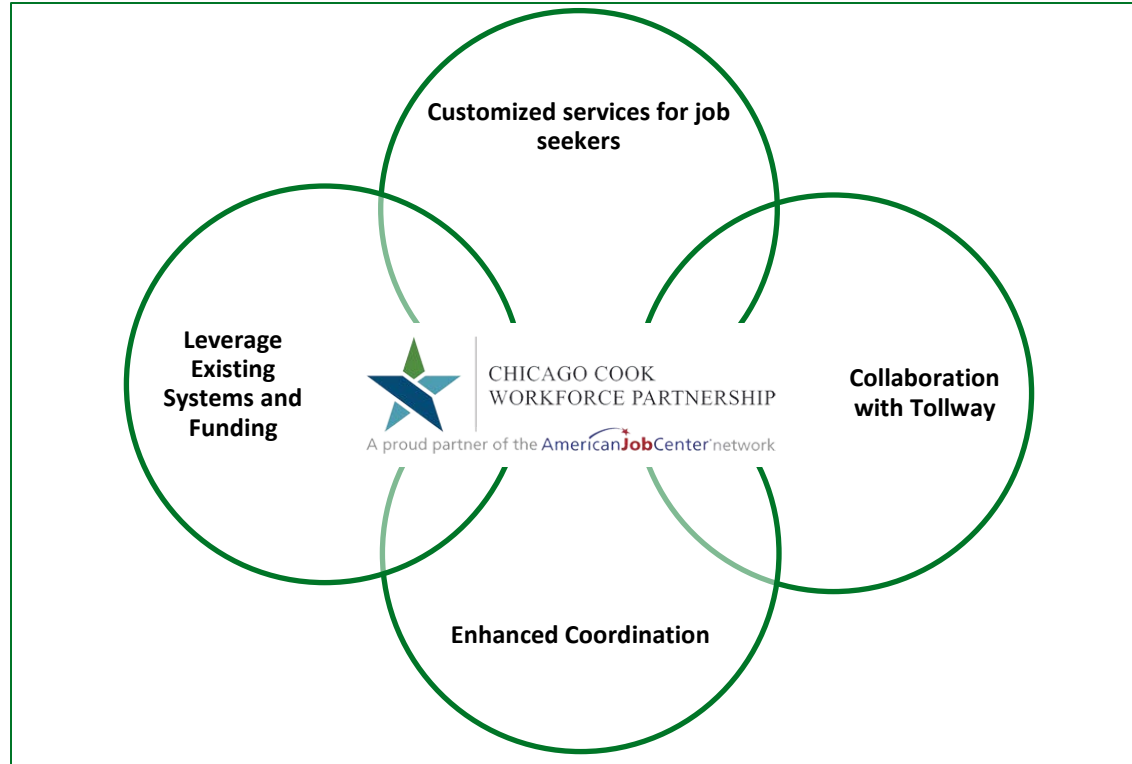 Customized services for job
seekers
Leverage
Existing
Systems and
Funding
CHICAGO COOK
WORKFORCE PARTNERSHIP
A proud partner of the AmericanJobCenter network
Collaboration
with Tollway
Enhanced Coordination